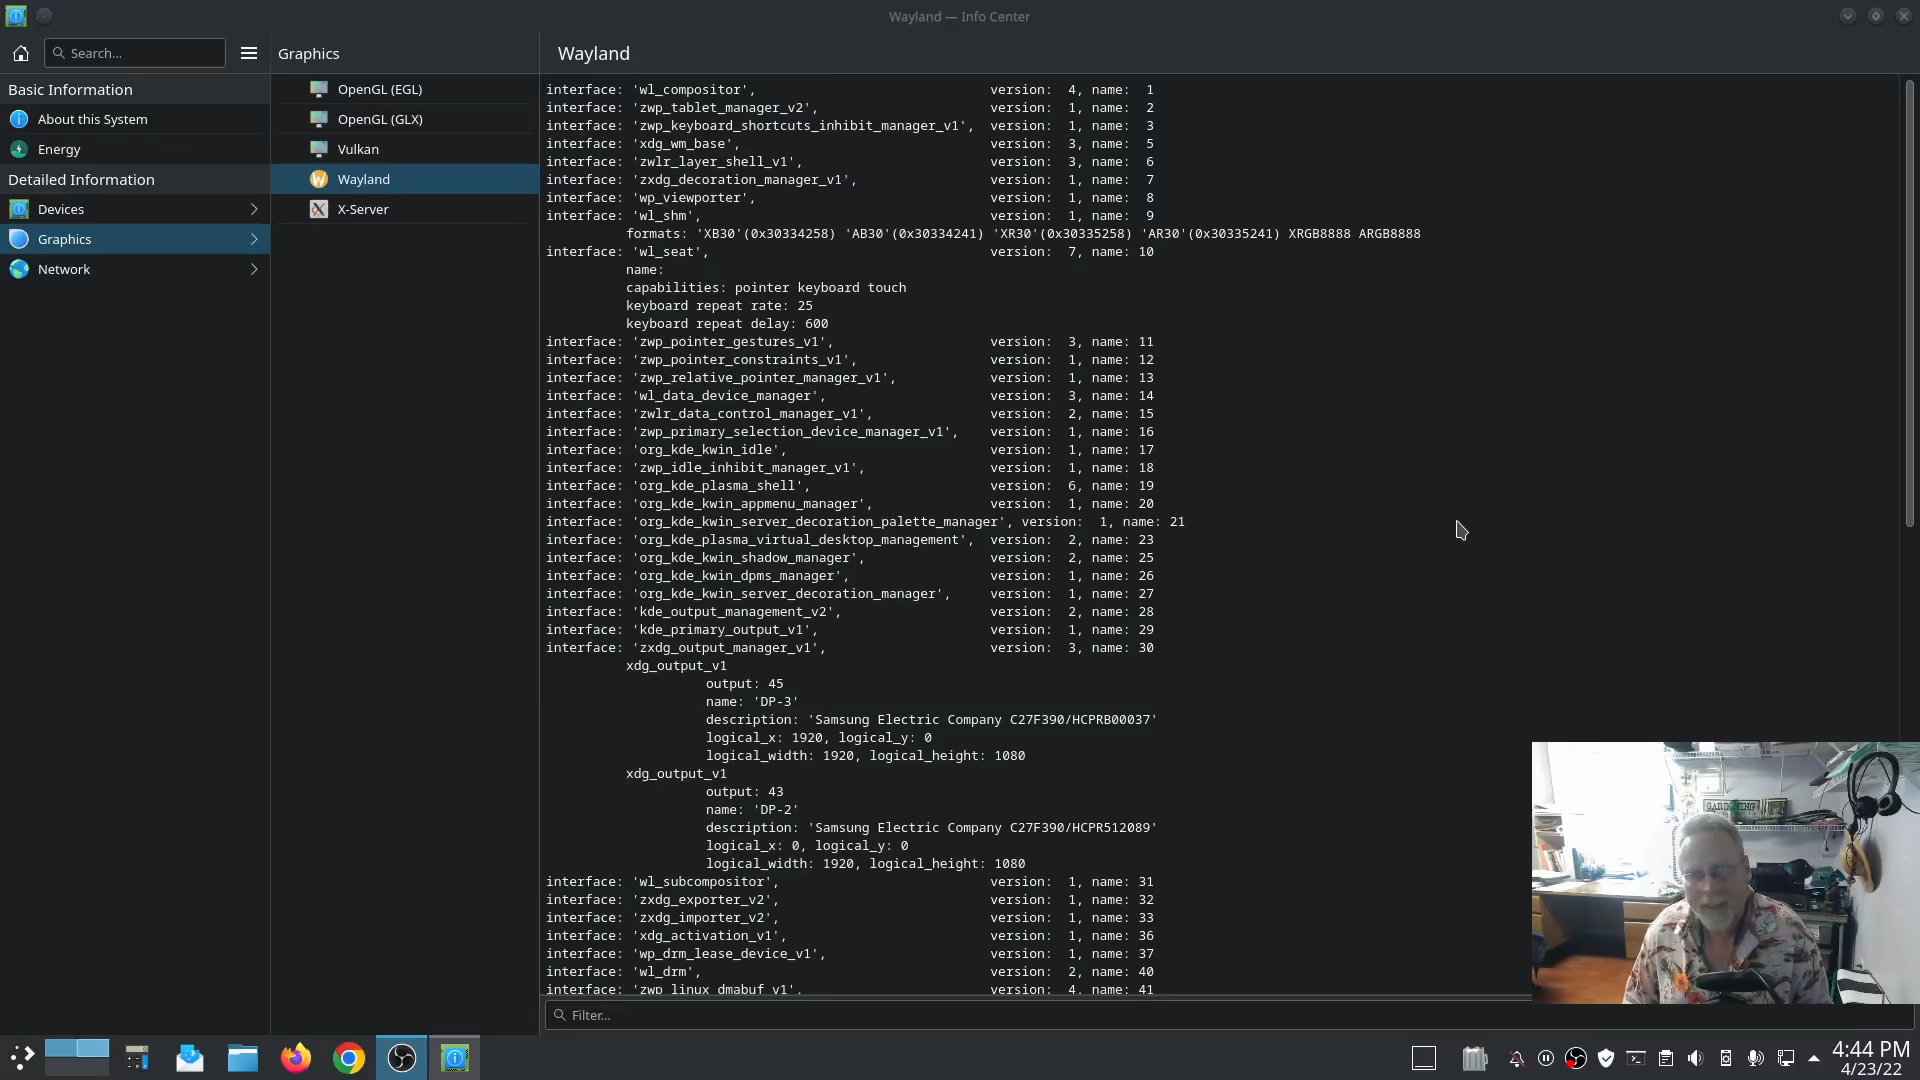 Wayland — Info Center
Search...
Graphics
Wayland
Basic Information
About this System
Energy
Detailed Information
Devices
Graphics
Network
OpenGL (EGL)
OpenGL (GLX)
Vulkan
Wayland
X-Server
interface: 'wl_compositor', version: 4, name: 1
interface: 'zwp_tablet_manager_v2', version: 1, name: 2
interface: 'zwp_keyboard_shortcuts_inhibit_manager_v1', version: 1, name: 3
interface: 'xdg_wm_base', version: 3, name: 5
interface: 'zwlr_layer_shell_v1', version: 3, name: 6
interface: 'zxdg_decoration_manager_v1', version: 1, name: 7
interface: 'wp_viewporter', version: 1, name: 8
interface: 'wl_shm', version: 1, name: 9
formats: 'XB30'(0x30334258) 'AB30'(0x30334241) 'XR30'(0x30335258) 'AR30'(0x30335241) XRGB8888 ARGB8888
interface: 'wl_seat', version: 7, name: 10
name:
capabilities: pointer keyboard touch
keyboard repeat rate: 25
keyboard repeat delay: 600
interface: 'zwp_pointer_gestures_v1', version: 3, name: 11
interface: 'zwp_pointer_constraints_v1', version: 1, name: 12
interface: 'zwp_relative_pointer_manager_v1', version: 1, name: 13
interface: 'wl_data_device_manager', version: 3, name: 14
interface: 'zwlr_data_control_manager_v1', version: 2, name: 15
interface: 'zwp_primary_selection_device_manager_v1', version: 1, name: 16
interface: 'org_kde_kwin_idle', version: 1, name: 17
interface: 'zwp_idle_inhibit_manager_v1', version: 1, name: 18
interface: 'org_kde_plasma_shell', version: 6, name: 19
interface: 'org_kde_kwin_appmenu_manager', version: 1, name: 20
interface: 'org_kde_kwin_server_decoration_palette_manager', version: 1, name: 21
interface: 'org_kde_plasma_virtual_desktop_management', version: 2, name: 23
interface: 'org_kde_kwin_shadow_manager', version: 2, name: 25
interface: 'org_kde_kwin_dpms_manager', version: 1, name: 26
interface: 'org_kde_kwin_server_decoration_manager', version: 1, name: 27
interface: 'kde_output_management_v2', version: 2, name: 28
interface: 'kde_primary_output_v1', version: 1, name: 29
interface: 'zxdg_output_manager_v1', version: 3, name: 30
xdg_output_v1
output: 45
name: 'DP-3'
description: 'Samsung Electric Company C27F390/HCPRB00037'
logical_x: 1920, logical_y: 0
logical_width: 1920, logical_height: 1080
xdg_output_v1
output: 43
name: 'DP-2'
description: 'Samsung Electric Company C27F390/HCPR512089'
logical_x: 0, logical_y: 0
logical_width: 1920, logical_height: 1080
interface: 'wl_subcompositor', version: 1, name: 31
interface: 'zxdg_exporter_v2', version: 1, name: 32
interface: 'zxdg_importer_v2', version: 1, name: 33
interface: 'xdg_activation_v1', version: 1, name: 36
interface: 'wp_drm_lease_device_v1', version: 1, name: 37
interface: 'wl_drm', version: 2, name: 40
interface: 'zwp_linux_dmabuf_v1', version: 4, name: 41
Filter...
4:44 PM
4/23/22